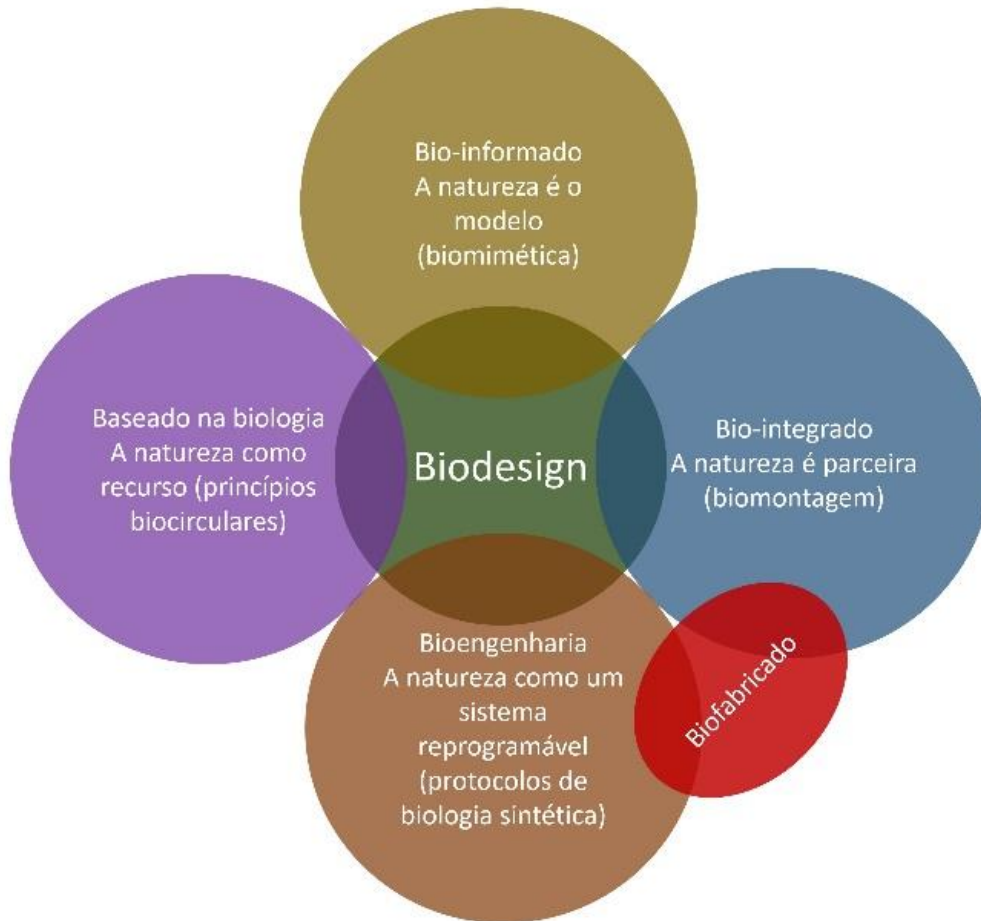 Bio-informado
A natureza é o
modelo
(biomimética)
Baseado na biologia
A natureza como
recurso (princípios
biocirculares)
Biodesign
Bio-integrado
A natureza é parceira
(biomontagem)
Bioengenharia
A natureza como um
sistema
reprogramável
(protocolos de
biologia sintética)
Biofabricado